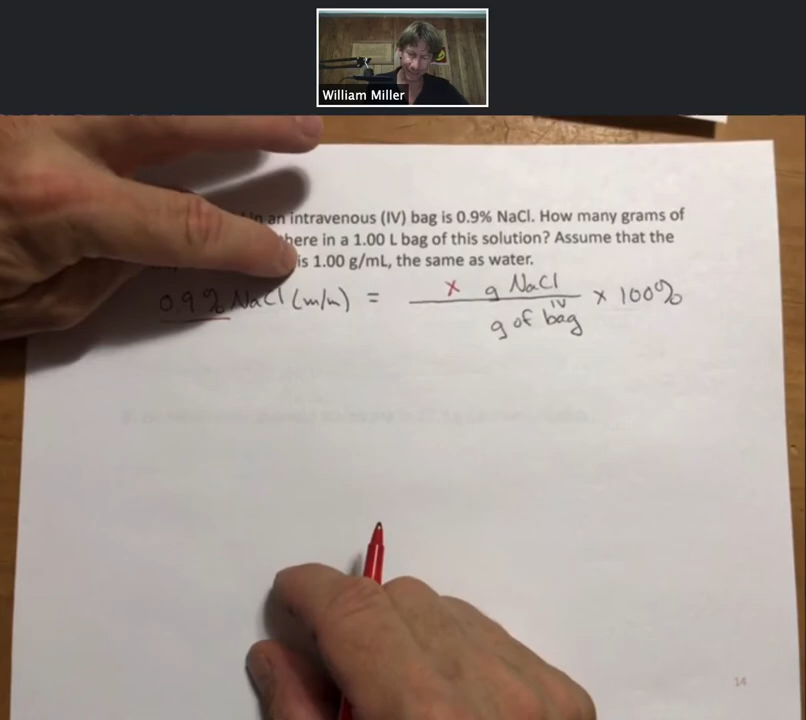 William Miller
in an intravenous (IV) bag is 0.9% NaCl. How many grams of
here in a 1.00 L bag of this solution? Assume that the
is 1.00 g/mL, the same as water.
0.9% NaCl (m/m) = x g NaCl / g of IV bag x 100%
14